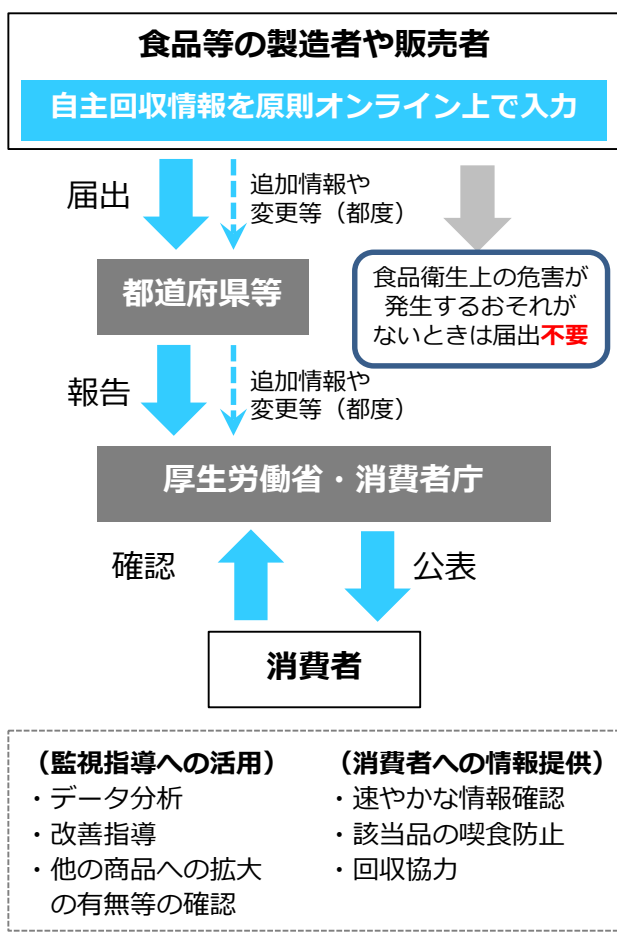 食品等の製造者や販売者
自主回収情報を原則オンライン上で入力
届出
追加情報や
変更等（都度）
都道府県等
食品衛生上の危害が
発生するおそれが
ないときは届出不要
報告
追加情報や
変更等（都度）
厚生労働省・消費者庁
確認
公表
消費者
（監視指導への活用）
・データ分析
・改善指導
・他の商品への拡大
の有無等の確認
（消費者への情報提供）
・速やかな情報確認
・該当品の喫食防止
・回収協力